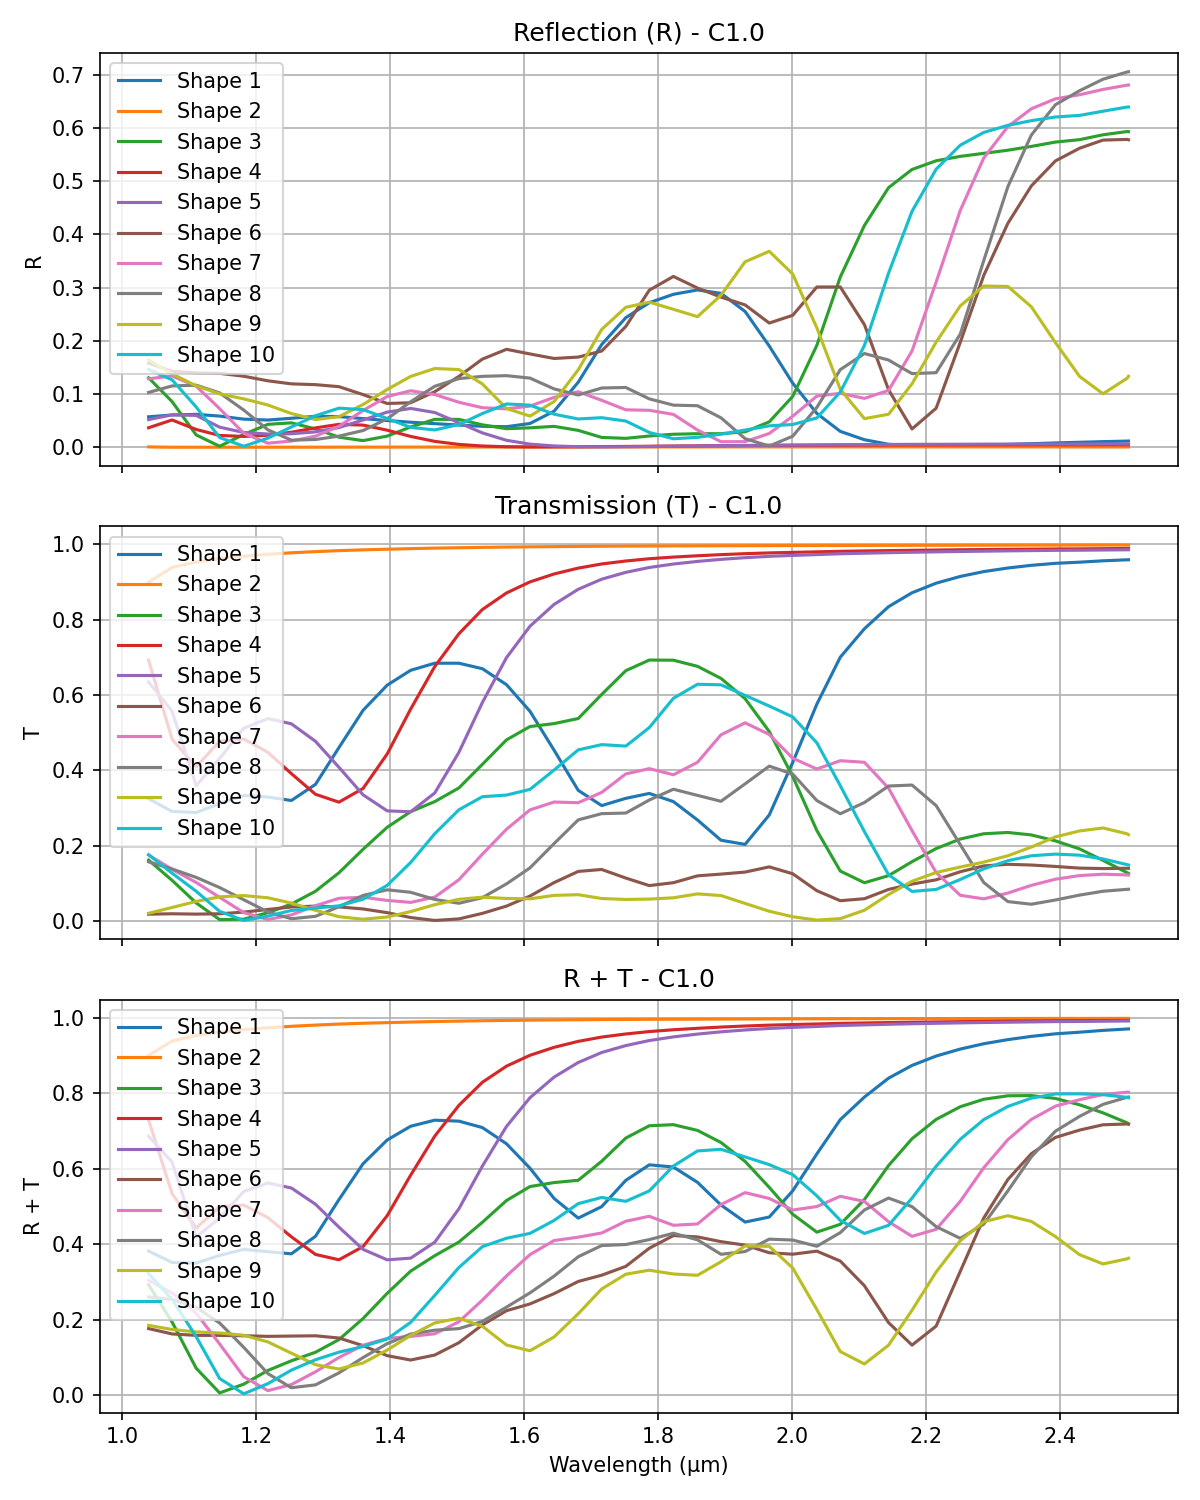 Reflection (R) - C1.0
0.7
0.6
0.5
0.4
0.3
0.2
0.1
0.0
R
Shape 1
Shape 2
Shape 3
Shape 4
Shape 5
Shape 6
Shape 7
Shape 8
Shape 9
Shape 10
Transmission (T) - C1.0
1.0
0.8
0.6
0.4
0.2
0.0
T
Shape 1
Shape 2
Shape 3
Shape 4
Shape 5
Shape 6
Shape 7
Shape 8
Shape 9
Shape 10
R + T - C1.0
1.0
0.8
0.6
0.4
0.2
0.0
R + T
Shape 1
Shape 2
Shape 3
Shape 4
Shape 5
Shape 6
Shape 7
Shape 8
Shape 9
Shape 10
1.0 1.2 1.4 1.6 1.8 2.0 2.2 2.4
Wavelength (μm)